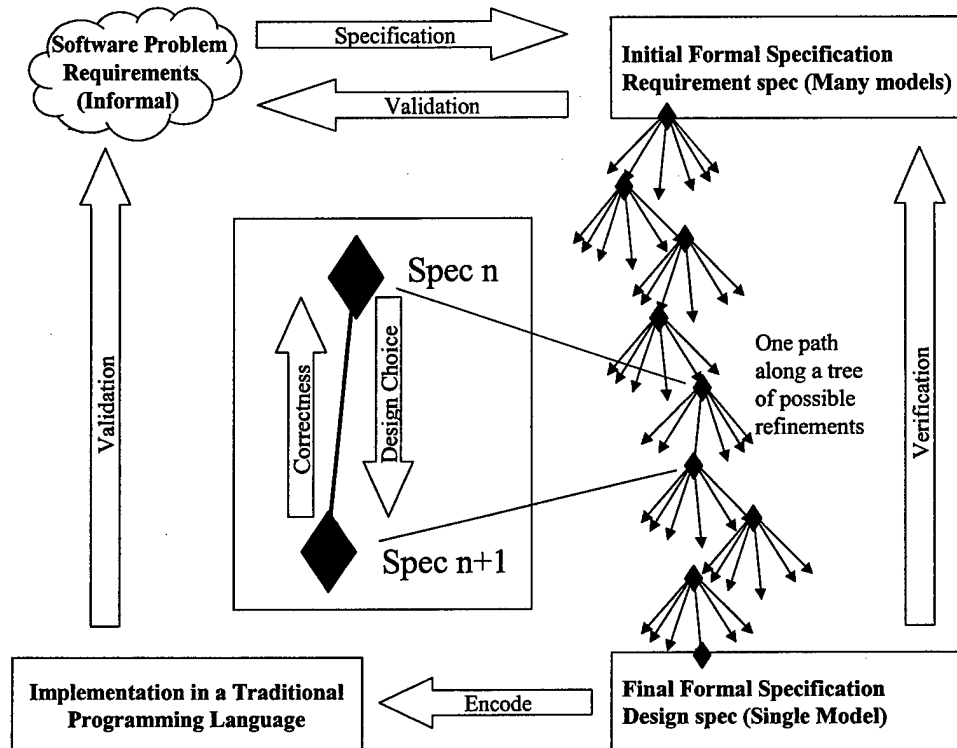 Software Problem
Requirements
(Informal)
Specification
Validation
Initial Formal Specification
Requirement spec (Many models)
Validation
Correctness
Design Choice
Spec n
Spec n+1
One path
along a tree
of possible
refinements
Verification
Implementation in a Traditional
Programming Language
Encode
Final Formal Specification
Design spec (Single Model)